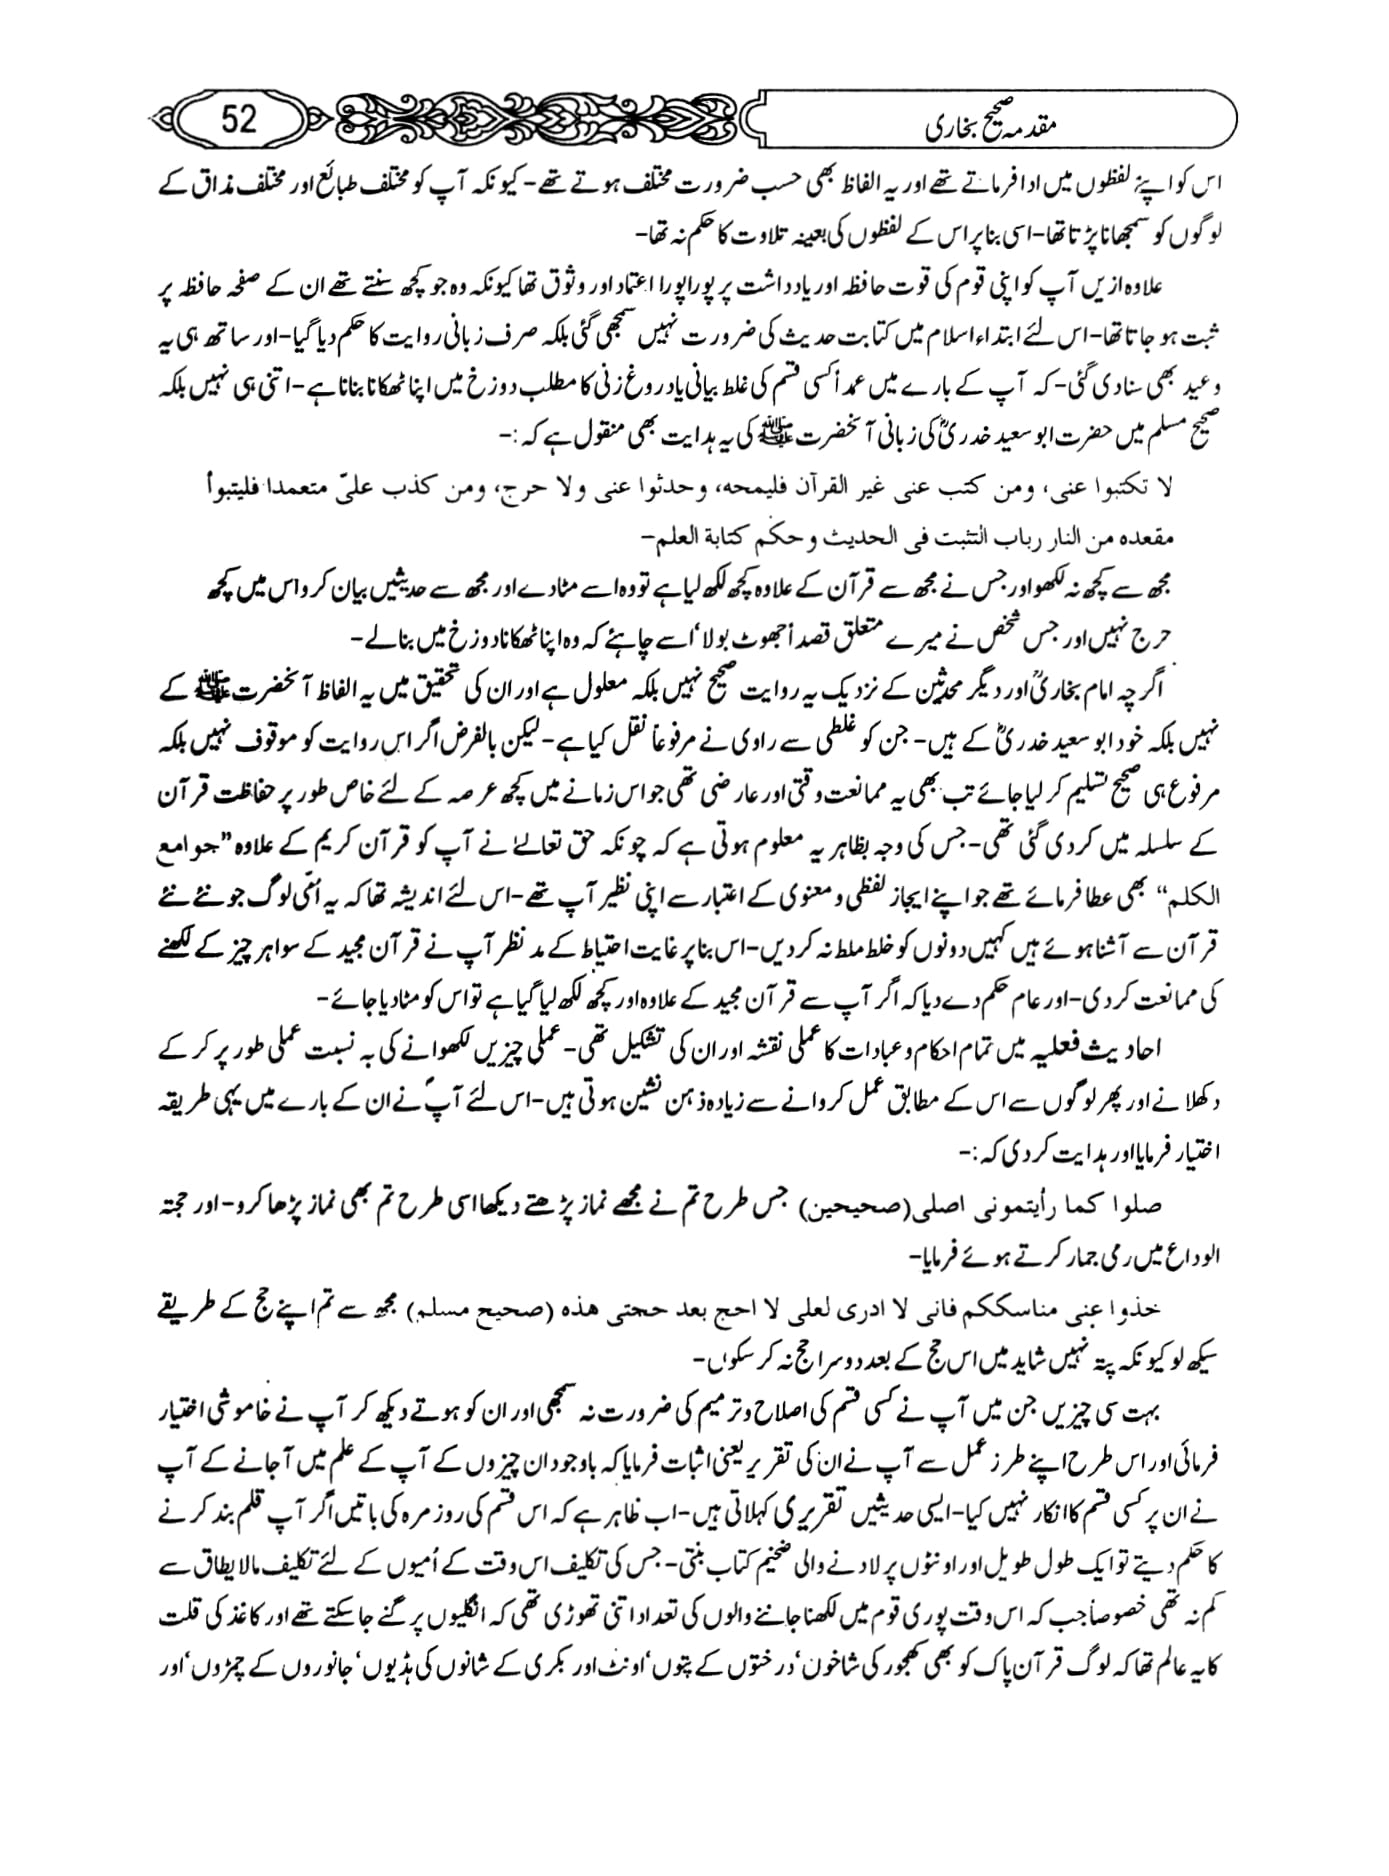 مقدمہ صحیح بخاری
52
اس کو اپنے لفظوں میں ادا فرماتے تھے اور یہ الفاظ بھی حسب ضرورت مختلف ہوتے تھے- کیونکہ آپ کو مختلف طبائع اور مختلف مذاق کے
لوگوں کو سمجھانا پڑتا تھا-اسی بنا پر اس کے لفظوں کی بعینہ تلاوت کا حکم نہ تھا-
علاوہ ازیں آپ کو اپنی قوم کی قوت حافظہ اور یادداشت پر پورا پورا اعتماد اور وثوق تھا کیونکہ وہ جو کچھ سنتے تھے ان کے صفحہ حافظہ پر
ثبت ہو جاتا تھا-اس لئے ابتداء اسلام میں کتابت حدیث کی ضرورت نہیں سمجھی گئی بلکہ صرف زبانی روایت کا حکم دیا گیا-اور ساتھ ہی یہ
وعید بھی سنا دی گئی- کہ آپ کے بارے میں عمداً کسی قسم کی غلط بیانی یا دروغ زنی کا مطلب دوزخ میں اپنا ٹھکانا بنانا ہے-اتنی ہی نہیں بلکہ
صحیح مسلم میں حضرت ابو سعید خدریؓ کی زبانی آنحضرت ﷺ کی یہ ہدایت بھی منقول ہے کہ :-
لا تکتبوا عنی، ومن کتب عنی غیر القرآن فلیمحہ، وحدثوا عنی ولا حرج، ومن کذب علیّ متعمدا فلیتبوأ
مقعدہ من النار رباب التثبت فی الحدیث و حکم کتابة العلم-
مجھ سے کچھ نہ لکھو اور جس نے مجھ سے قرآن کے علاوہ کچھ لکھ لیا ہے تو وہ اسے مٹا دے اور مجھ سے حدیثیں بیان کرو اس میں کچھ
حرج نہیں اور جس شخص نے میرے متعلق قصداً جھوٹ بولا‘ اسے چاہئے کہ وہ اپنا ٹھکانا دوزخ میں بنا لے-
اگرچہ امام بخاریؒ اور دیگر محدثین کے نزدیک یہ روایت صحیح نہیں بلکہ معلول ہے اور ان کی تحقیق میں یہ الفاظ آنحضرت ﷺ کے
نہیں بلکہ خود ابو سعید خدریؓ کے ہیں- جن کو غلطی سے راوی نے مرفوعاً نقل کیا ہے-لیکن بالفرض اگر اس روایت کو موقوف نہیں بلکہ
مرفوع ہی صحیح تسلیم کر لیا جائے تب بھی یہ ممانعت وقتی اور عارضی تھی جو اس زمانے میں کچھ عرصہ کے لئے خاص طور پر حفاظت قرآن
کے سلسلہ میں کر دی گئی تھی-جس کی وجہ بظاہر یہ معلوم ہوتی ہے کہ چونکہ حق تعالےٰ نے آپ کو قرآن کریم کے علاوہ ”جوامع
الکلم“ بھی عطا فرمائے تھے جو اپنے ایجاز لفظی و معنوی کے اعتبار سے اپنی نظیر آپ تھے-اس لئے اندیشہ تھا کہ یہ اُمّی لوگ جو نئے نئے
قرآن سے آشنا ہوئے ہیں کہیں دونوں کو خلط ملط نہ کر دیں-اس بنا پر غایت احتیاط کے مد نظر آپ نے قرآن مجید کے سوا ہر چیز کے لکھنے
کی ممانعت کر دی-اور عام حکم دے دیا کہ اگر آپ سے قرآن مجید کے علاوہ اور کچھ لکھ لیا گیا ہے تو اس کو مٹا دیا جائے-
احادیث فعلیہ میں تمام احکام و عبادات کا عملی نقشہ اور ان کی تشکیل تھی-عملی چیزیں لکھوانے کی بہ نسبت عملی طور پر کر کے
دکھلانے اور پھر لوگوں سے اس کے مطابق عمل کروانے سے زیادہ ذہن نشین ہوتی ہیں-اس لئے آپؐ نے ان کے بارے میں یہی طریقہ
اختیار فرمایا اور ہدایت کر دی کہ :-
صلوا کما رأیتمونی اصلی(صحیحین) جس طرح تم نے مجھے نماز پڑھتے دیکھا اسی طرح تم بھی نماز پڑھا کرو-اور حجتہ
الوداع میں رمی جمار کرتے ہوئے فرمایا-
خذوا عنی مناسککم فانی لا ادری لعلی لا احج بعد حجتی ھذہ (صحیح مسلم) مجھ سے تم اپنے حج کے طریقے
سیکھ لو کیونکہ پتہ نہیں شاید میں اس حج کے بعد دوسرا حج نہ کر سکوں-
بہت سی چیزیں جن میں آپ نے کسی قسم کی اصلاح و ترمیم کی ضرورت نہ سمجھی اور ان کو ہوتے دیکھ کر آپ نے خاموشی اختیار
فرمائی اور اس طرح اپنے طرز عمل سے آپ نے ان کی تقریر یعنی اثبات فرمایا کہ باوجود ان چیزوں کے آپ کے علم میں آجانے کے آپ
نے ان پر کسی قسم کا انکار نہیں کیا-ایسی حدیثیں تقریری کہلاتی ہیں-اب ظاہر ہے کہ اس قسم کی روز مرہ کی باتیں اگر آپ قلم بند کرنے
کا حکم دیتے تو ایک طول طویل اور اونٹوں پر لادنے والی ضخیم کتاب بنتی-جس کی تکلیف اس وقت کے اُمیوں کے لئے تکلیف مالا یطاق سے
کم نہ تھی خصوصاً جب کہ اس وقت پوری قوم میں لکھنا جاننے والوں کی تعداد اتنی تھوڑی تھی کہ انگلیوں پر گنے جا سکتے تھے اور کاغذ کی قلت
کا یہ عالم تھا کہ لوگ قرآن پاک کو بھی کھجور کی شاخوں‘ درختوں کے پتوں‘ اونٹ اور بکری کے شانوں کی ہڈیوں‘ جانوروں کے چمڑوں‘ اور